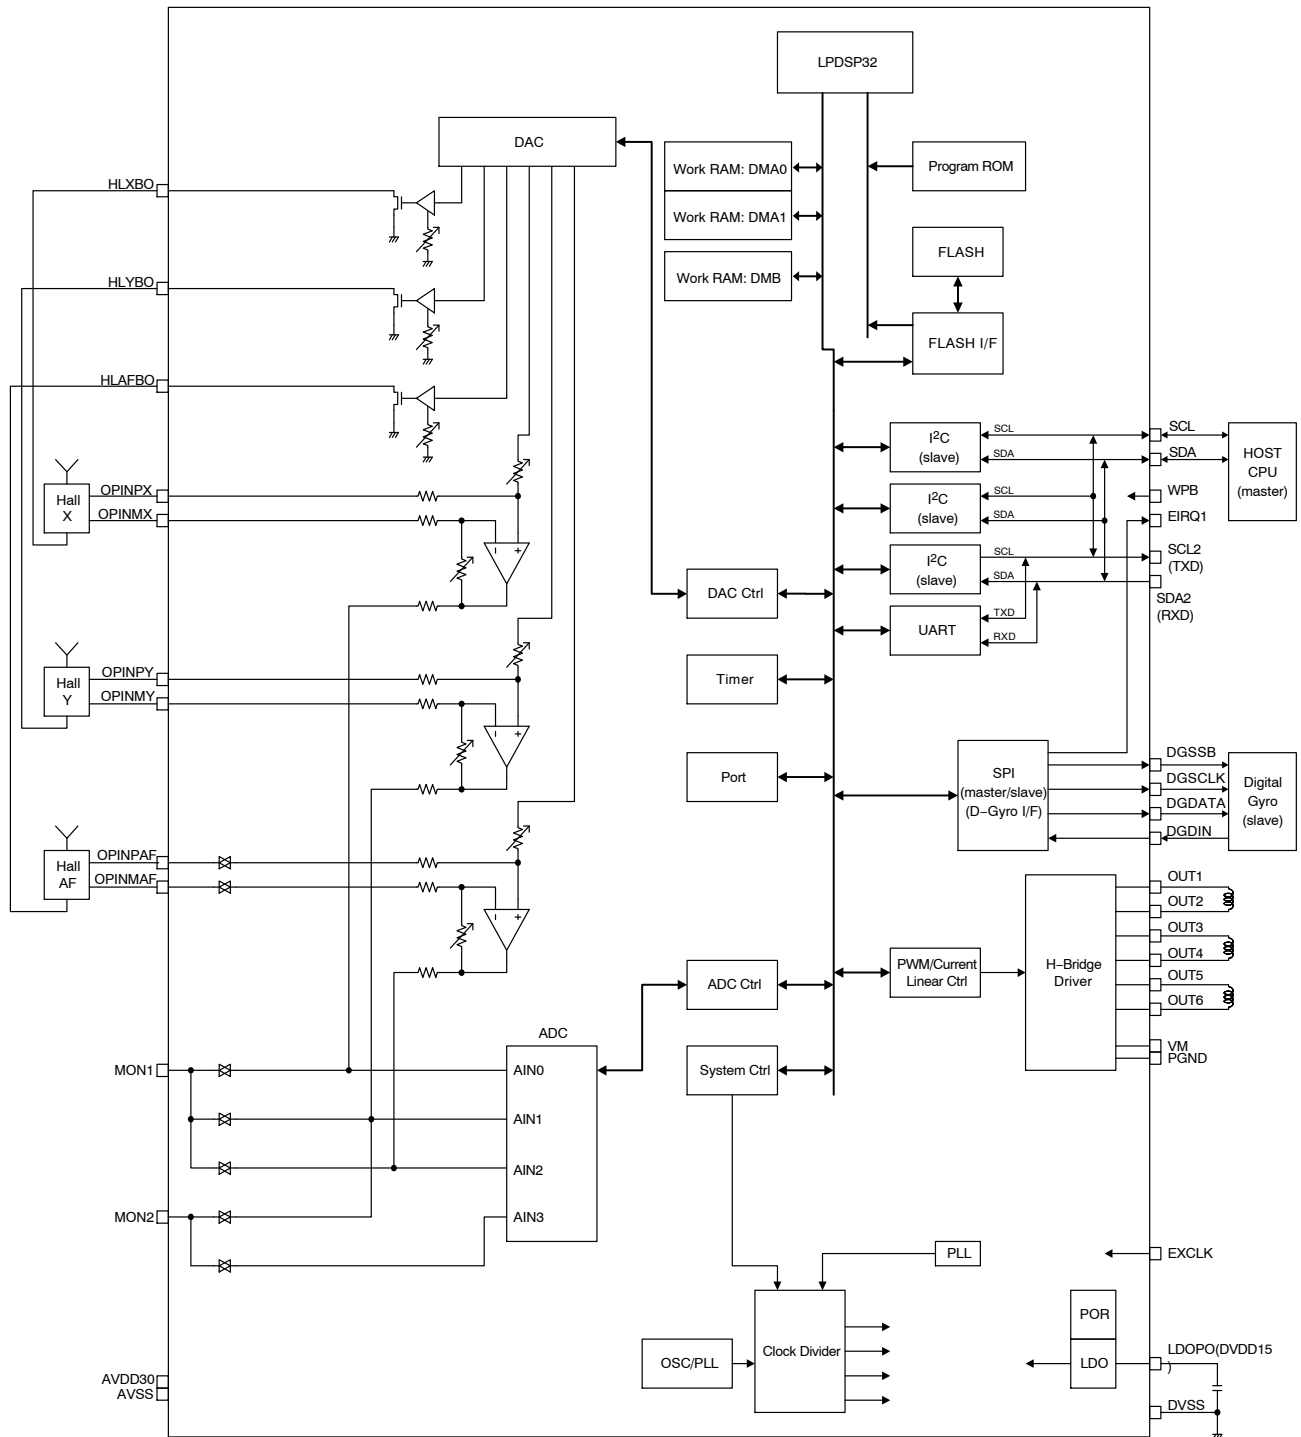 LPDSP32
DAC
Work RAM: DMA0
Program ROM
Work RAM: DMA1
Work RAM: DMB
FLASH
FLASH I/F
HLXBO
HLYBO
HLAFBO
Hall
X
OPINPX
OPINMX
- +
Hall
Y
OPINPY
OPINMY
- +
Hall
AF
OPINPAF
OPINMAF
- +
I2C
(slave)
SCL
SDA
I2C
(slave)
SCL
SDA
I2C
(slave)
SCL
SDA
UART
TXD
RXD
SCL
SDA
HOST
CPU
(master)
WPB
EIRQ1
SCL2
(TXD)
SDA2
(RXD)
DAC Ctrl
Timer
Port
SPI
(master/slave)
(D-Gyro I/F)
DGSSB
DGSCLK
DGDATA
DGDIN
Digital
Gyro
(slave)
PWM/Current
Linear Ctrl
H-Bridge
Driver
OUT1
OUT2
OUT3
OUT4
OUT5
OUT6
VM
PGND
ADC Ctrl
System Ctrl
ADC
AIN0
AIN1
AIN2
AIN3
MON1
MON2
PLL
EXCLK
OSC/PLL
Clock Divider
POR
LDO
LDOPO(DVDD15
)
DVSS
AVDD30
AVSS